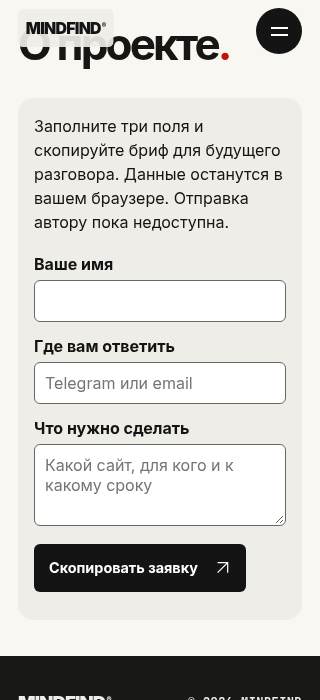 MINDFIND®
О проекте.
Заполните три поля и
скопируйте бриф для будущего
разговора. Данные останутся в
вашем браузере. Отправка
автору пока недоступна.
Ваше имя
Где вам ответить
Telegram или email
Что нужно сделать
Какой сайт, для кого и к
какому сроку
Скопировать заявку
MINDFIND®
© 2026 MINDFIND